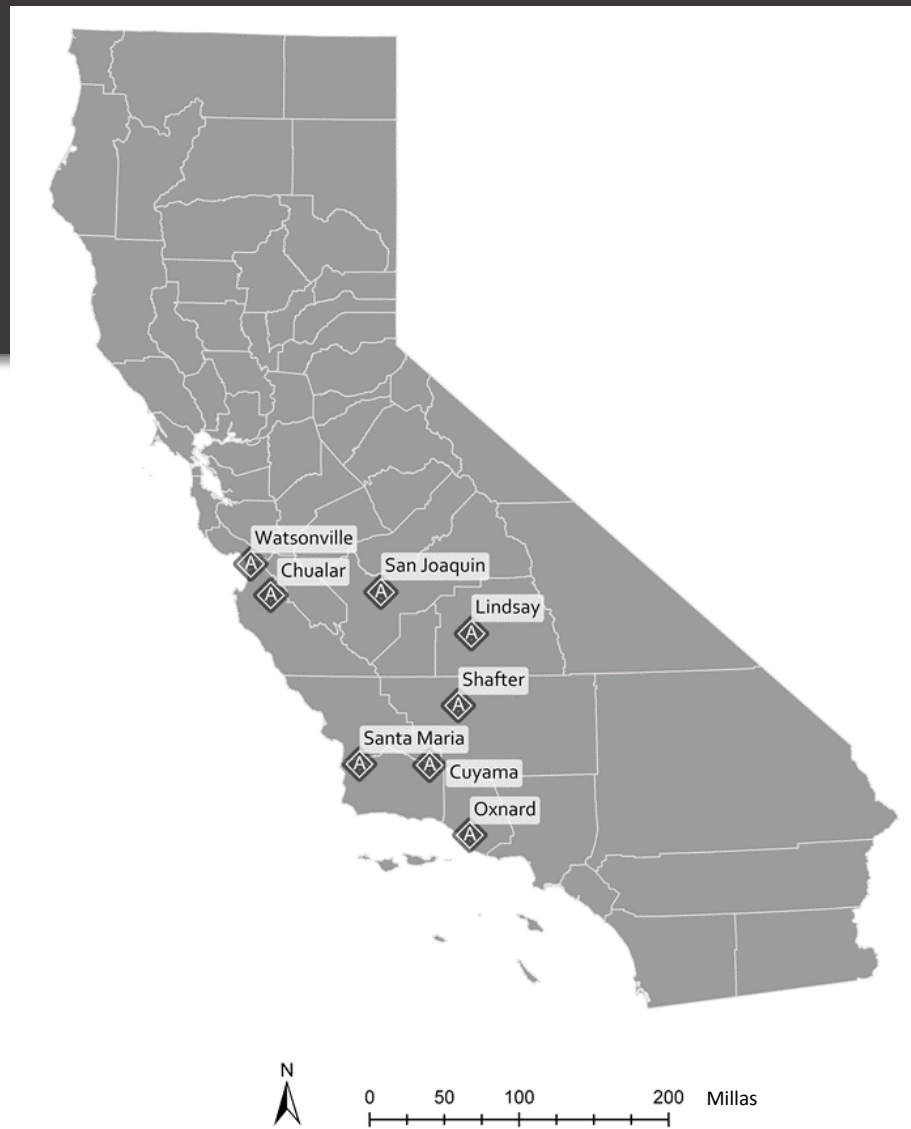 Watsonville
A
Chualar
A
San Joaquin
A
Lindsay
A
Shafter
A
Santa Maria
A
A
Cuyama
Oxnard
A
N
0 50 100 200 Millas